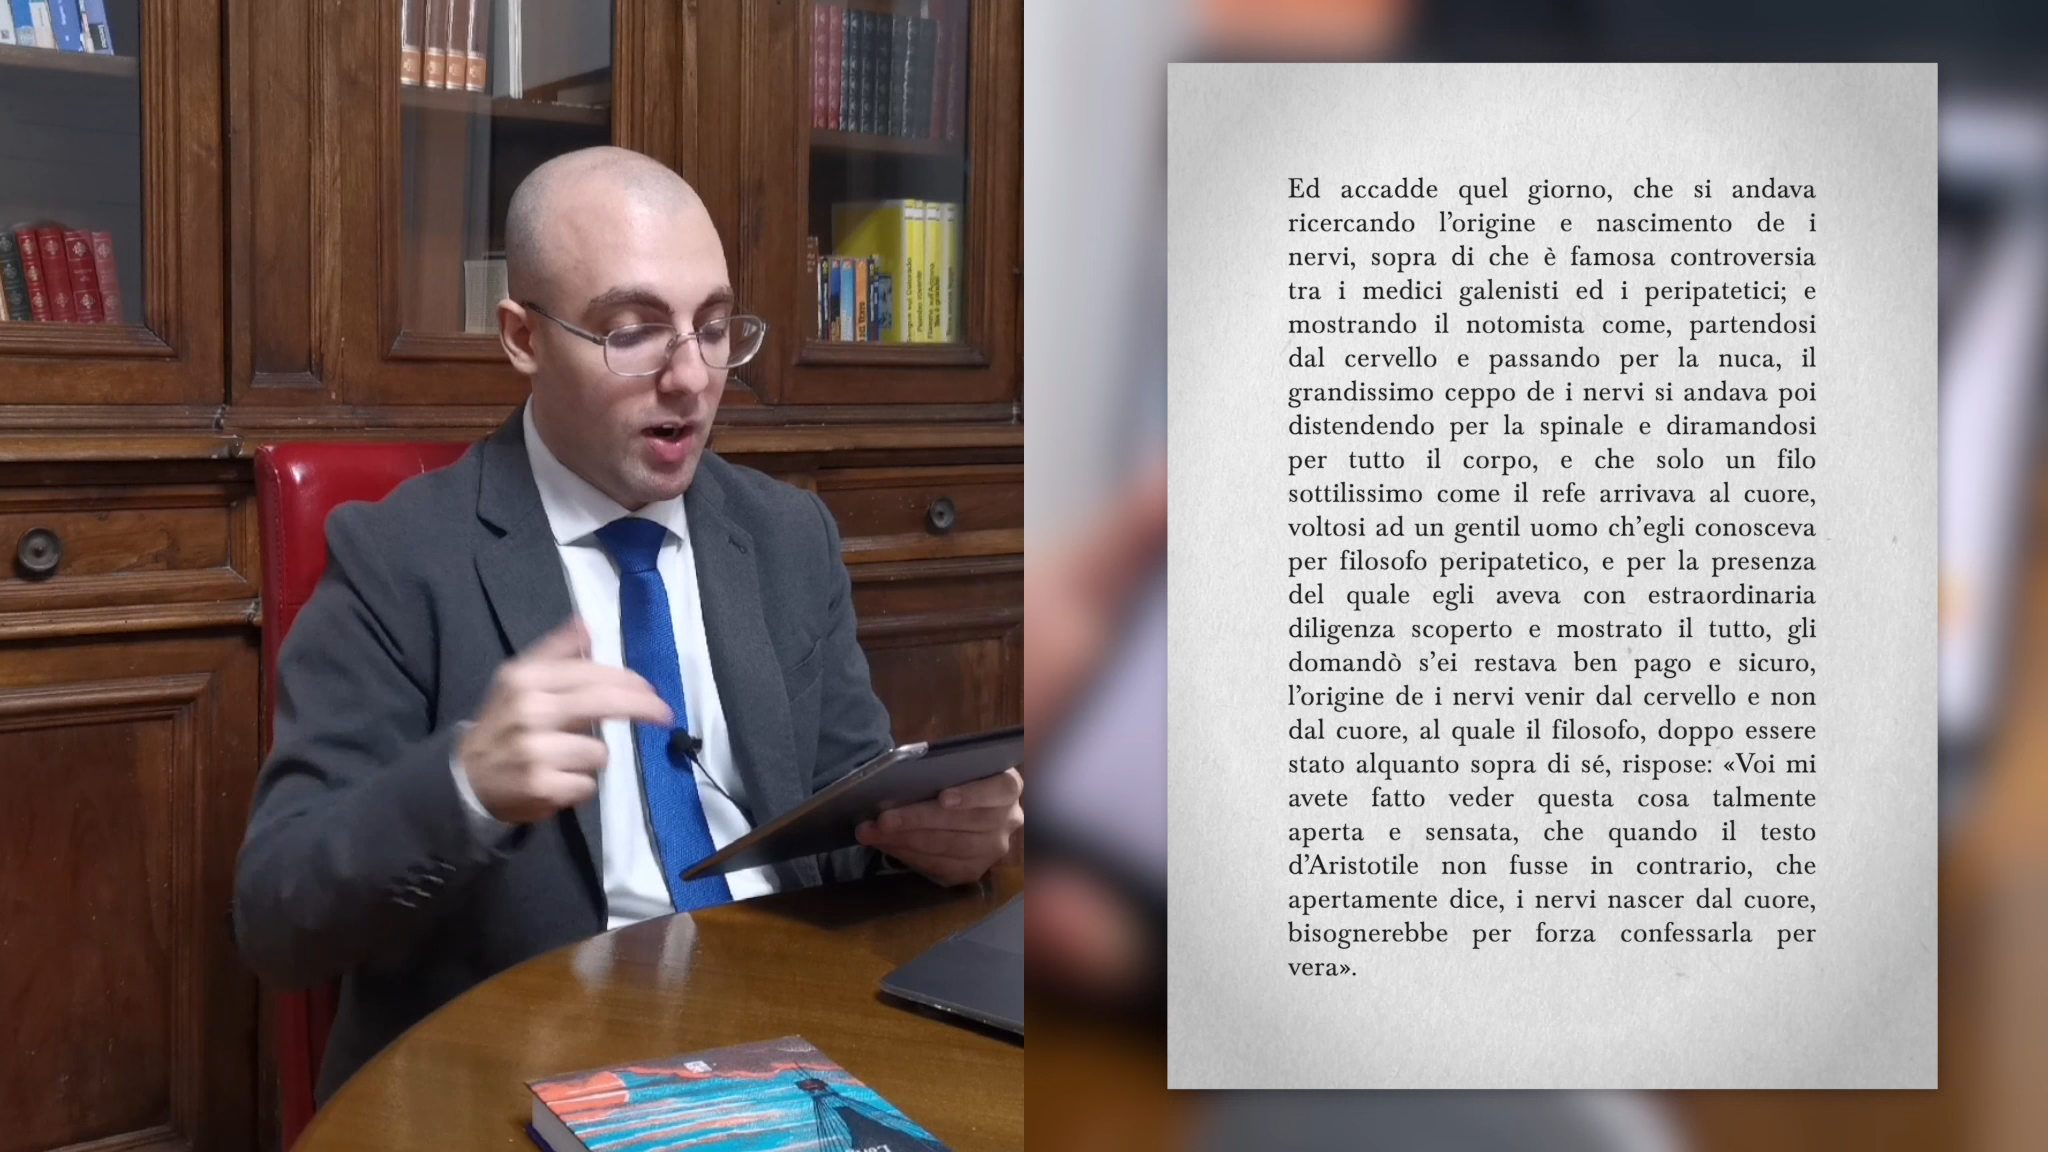 Ed accadde quel giorno, che si andava
ricercando l'origine e nascimento de i
nervi, sopra di che è famosa controversia
tra i medici galenisti ed i peripatetici; e
mostrando il notomista come, partendosi
dal cervello e passando per la nuca, il
grandissimo ceppo de i nervi si andava poi
distendendo per la spinale e diramandosi
per tutto il corpo, e che solo un filo
sottilissimo come il refe arrivava al cuore,
voltosi ad un gentil uomo ch'egli conosceva
per filosofo peripatetico, e per la presenza
del quale egli aveva con estraordinaria
diligenza scoperto e mostrato il tutto, gli
domandò s'ei restava ben pago e sicuro,
l'origine de i nervi venir dal cervello e non
dal cuore, al quale il filosofo, doppo essere
stato alquanto sopra di sé, rispose: «Voi mi
avete fatto veder questa cosa talmente
aperta e sensata, che quando il testo
d'Aristotile non fusse in contrario, che
apertamente dice, i nervi nascer dal cuore,
bisognerebbe per forza confessarla per
vera».